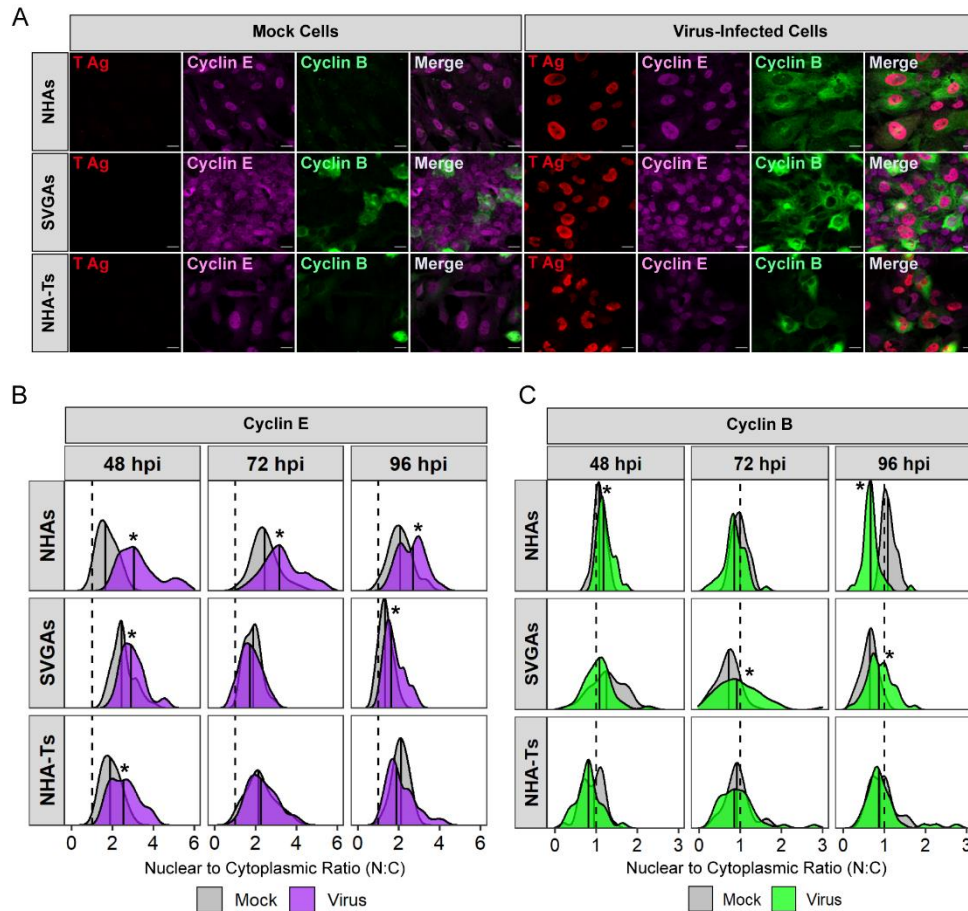 A
Mock Cells Virus-Infected Cells
NHAs T Ag Cyclin E Cyclin B Merge T Ag Cyclin E Cyclin B Merge
SVGAs T Ag Cyclin E Cyclin B Merge T Ag Cyclin E Cyclin B Merge
NHA-Ts T Ag Cyclin E Cyclin B Merge T Ag Cyclin E Cyclin B Merge
B
Cyclin E
48 hpi 72 hpi 96 hpi
NHAs * * *
SVGAs * *
NHA-Ts *
0 2 4 6 0 2 4 6 0 2 4 6
Nuclear to Cytoplasmic Ratio (N:C)
Mock Virus
C
Cyclin B
48 hpi 72 hpi 96 hpi
NHAs * *
SVGAs * *
NHA-Ts
0 1 2 3 0 1 2 3 0 1 2 3
Nuclear to Cytoplasmic Ratio (N:C)
Mock Virus